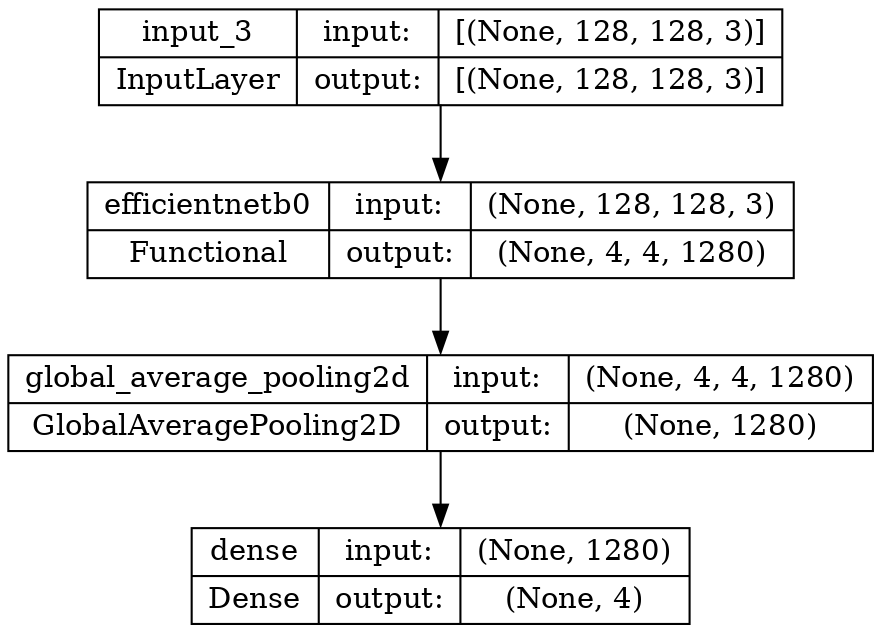 input_3 input: [(None, 128, 128, 3)]
InputLayer output: [(None, 128, 128, 3)]
efficientnetb0 input: (None, 128, 128, 3)
Functional output: (None, 4, 4, 1280)
global_average_pooling2d input: (None, 4, 4, 1280)
GlobalAveragePooling2D output: (None, 1280)
dense input: (None, 1280)
Dense output: (None, 4)